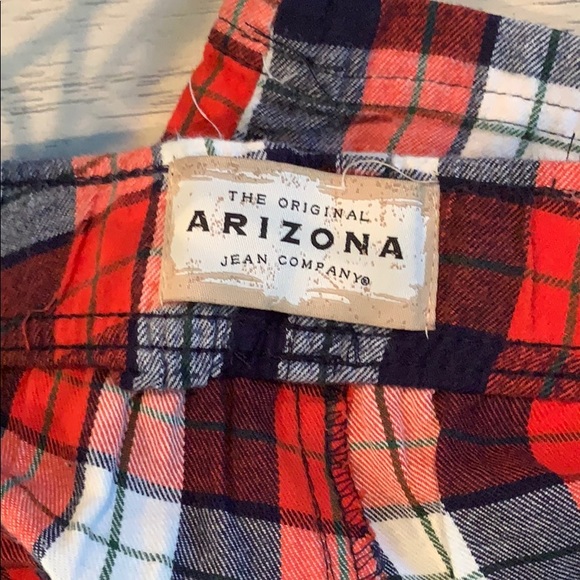 THE ORIGINAL
ARIZONA
JEAN COMPANY®